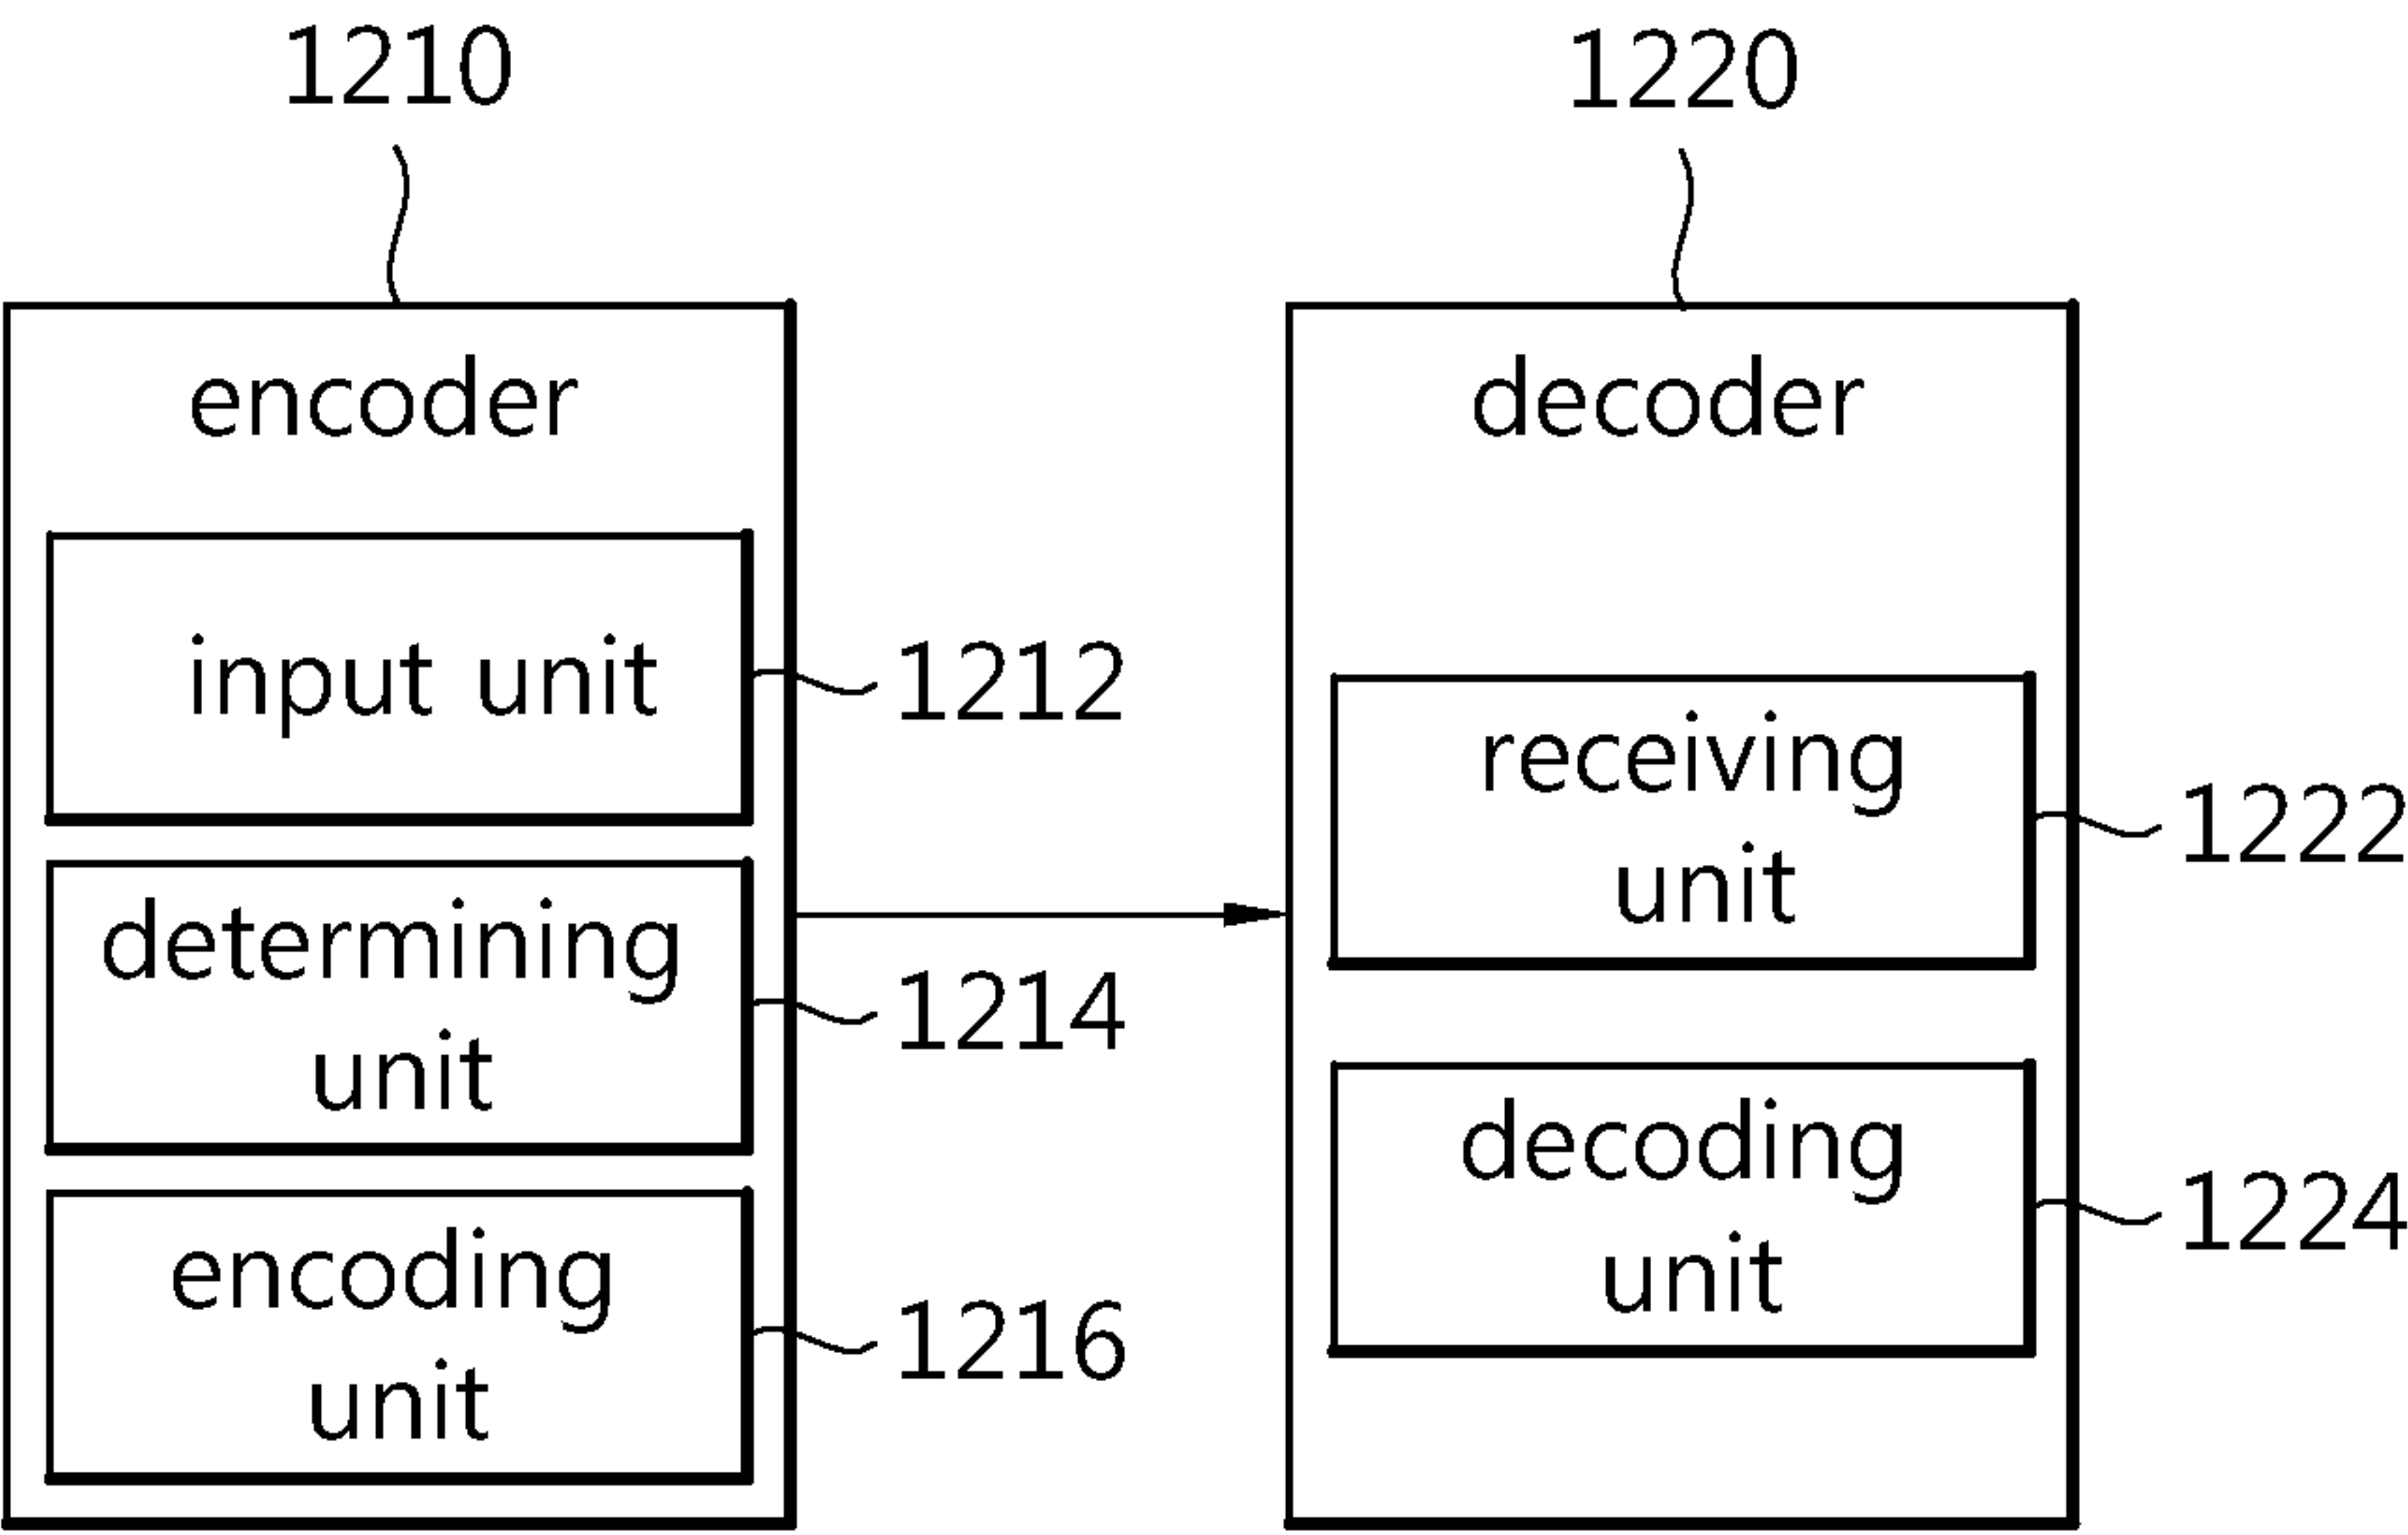 1210
encoder
input unit
1212
determining
unit
1214
encoding
unit
1216
1220
decoder
receiving
unit
1222
decoding
unit
1224